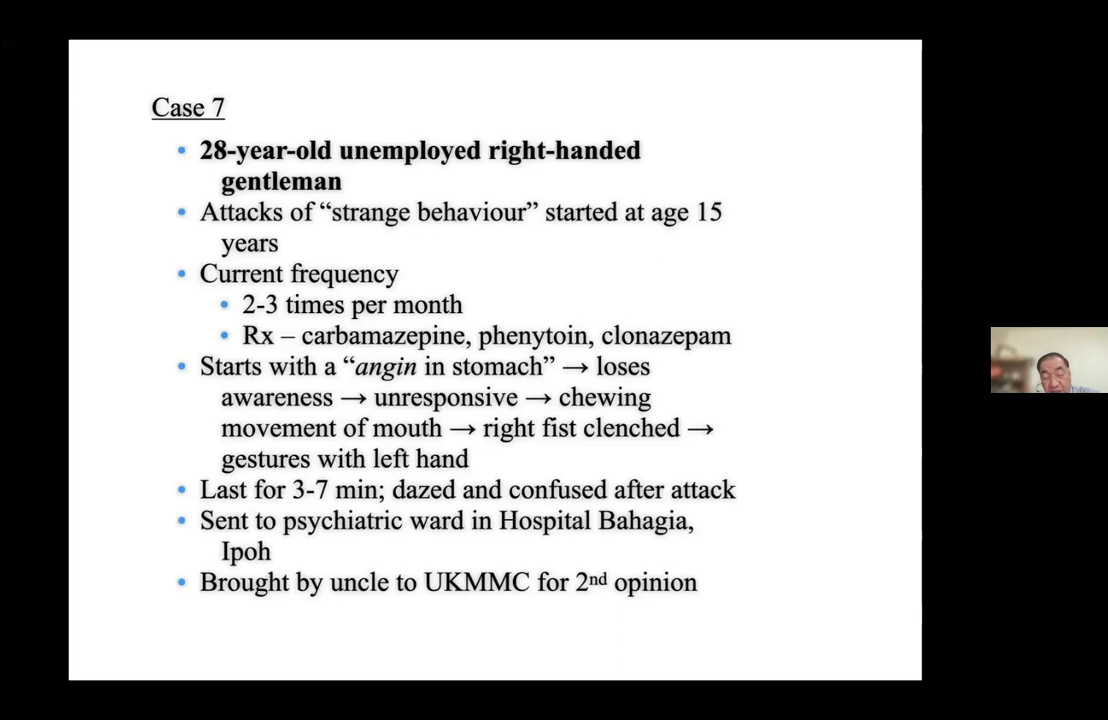 Case 7
• 28-year-old unemployed right-handed
gentleman
• Attacks of “strange behaviour” started at age 15
years
• Current frequency
• 2-3 times per month
• Rx – carbamazepine, phenytoin, clonazepam
• Starts with a “angin in stomach” → loses
awareness → unresponsive → chewing
movement of mouth → right fist clenched →
gestures with left hand
• Last for 3-7 min; dazed and confused after attack
• Sent to psychiatric ward in Hospital Bahagia,
Ipoh
• Brought by uncle to UKMMC for 2nd opinion